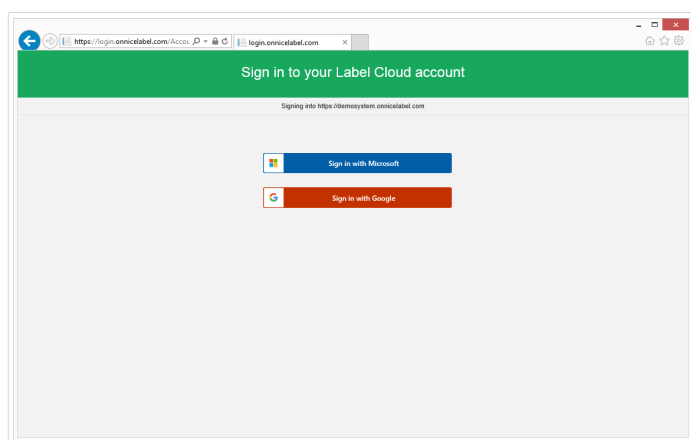 https://login.onnicelabel.com/Accou
login.onnicelabel.com
Sign in to your Label Cloud account
Signing into https://demosystem.onnicelabel.com
Sign in with Microsoft
Sign in with Google